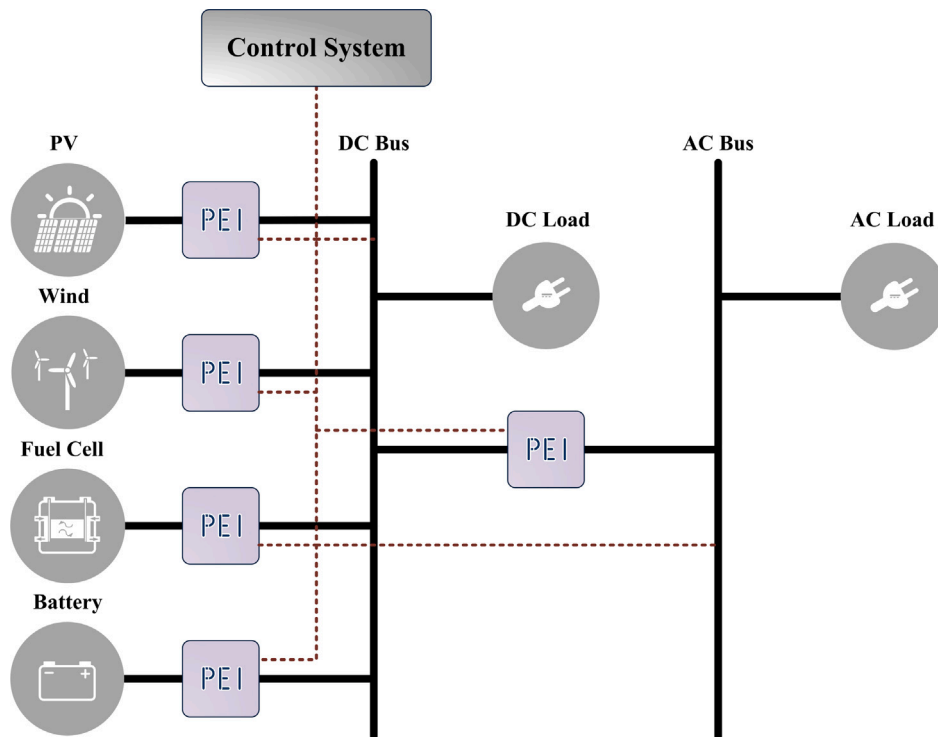 Control System
PV
DC Bus
AC Bus
PEI
DC Load
AC Load
Wind
PEI
PEI
Fuel Cell
PEI
Battery
PEI